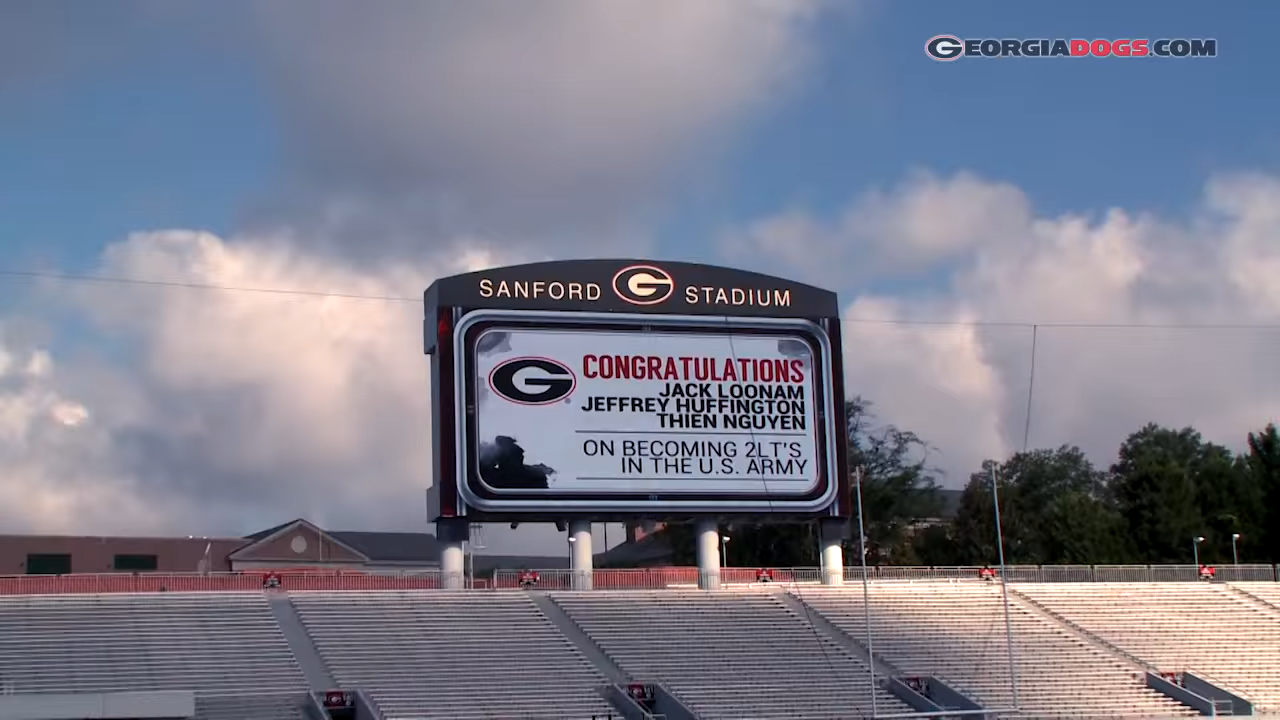 GEORGIADOGS.COM
SANFORD G STADIUM
G CONGRATULATIONS
JACK LOONAM
JEFFREY HUFFINGTON
THIEN NGUYEN
ON BECOMING 2LT'S
IN THE U.S. ARMY